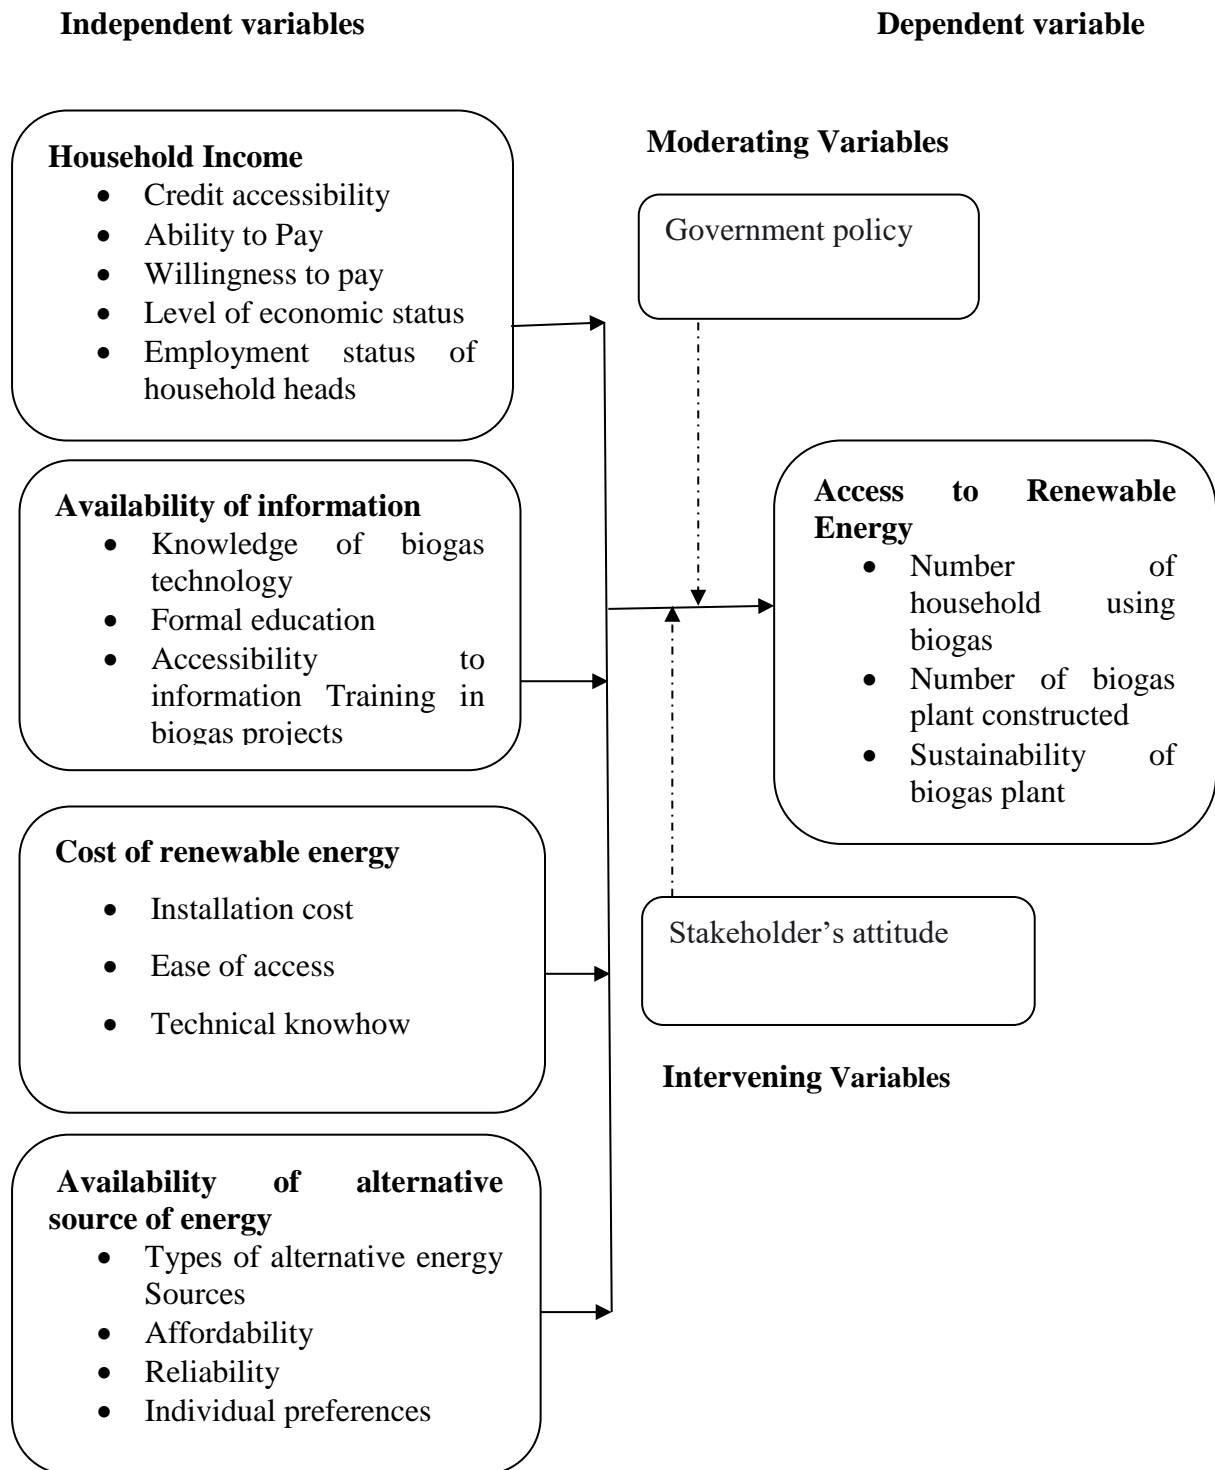 Independent variables
Dependent variable
Household Income
• Credit accessibility
• Ability to Pay
• Willingness to pay
• Level of economic status
• Employment status of
household heads
Availability of information
• Knowledge of biogas
technology
• Formal education
• Accessibility to
information Training in
biogas projects
Cost of renewable energy
• Installation cost
• Ease of access
• Technical knowhow
Availability of alternative
source of energy
• Types of alternative energy
Sources
• Affordability
• Reliability
• Individual preferences
Moderating Variables
Government policy
Stakeholder’s attitude
Intervening Variables
Access to Renewable
Energy
• Number of
household using
biogas
• Number of biogas
plant constructed
• Sustainability of
biogas plant